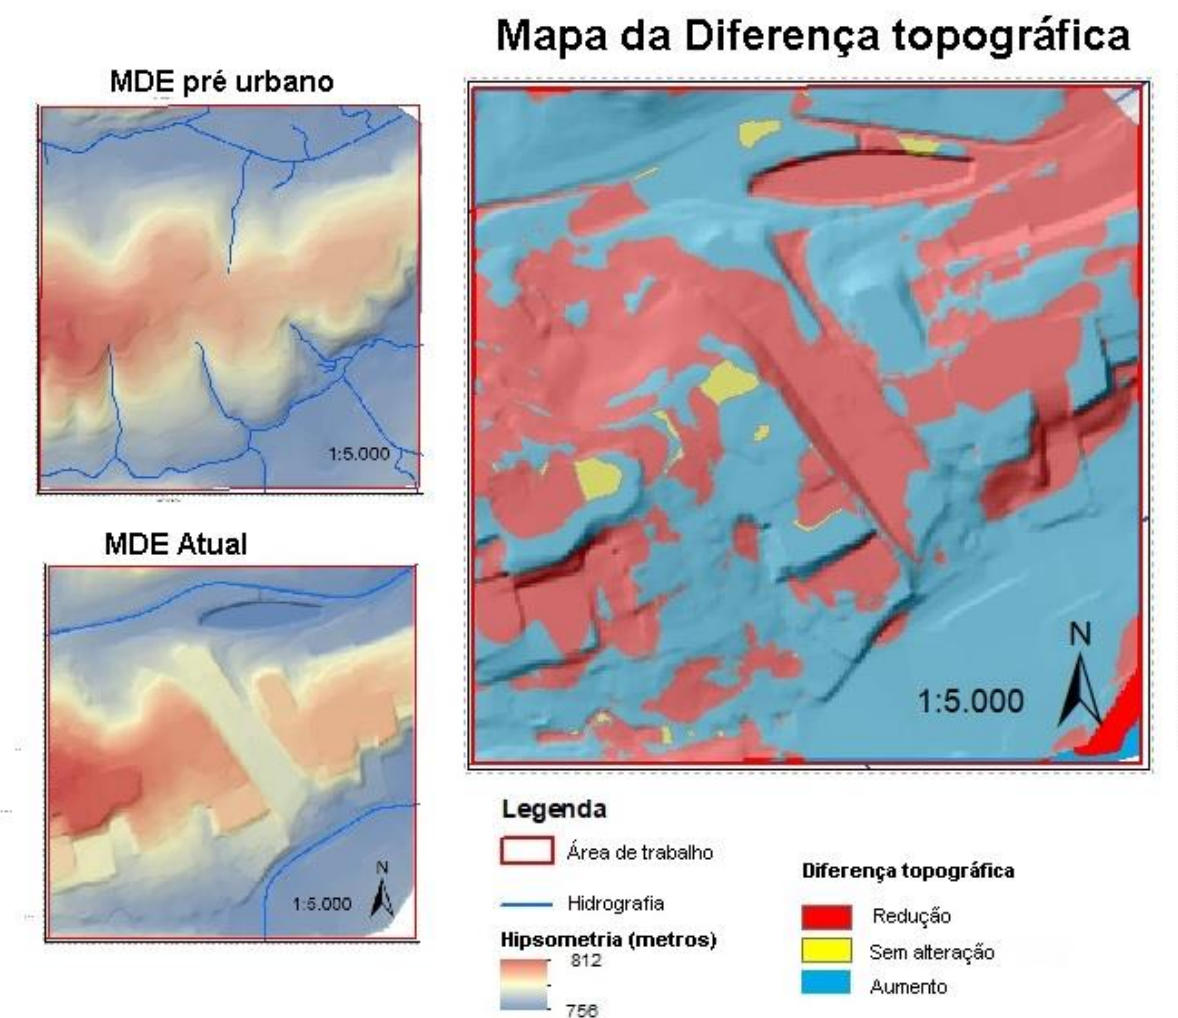 Mapa da Diferença topográfica
MDE pré urbano
1:5.000
MDE Atual
N
1:5.000
N
1:5.000
Legenda
Área de trabalho
Hidrografia
Hipsometria (metros)
812
756
Diferença topográfica
Redução
Sem alteração
Aumento